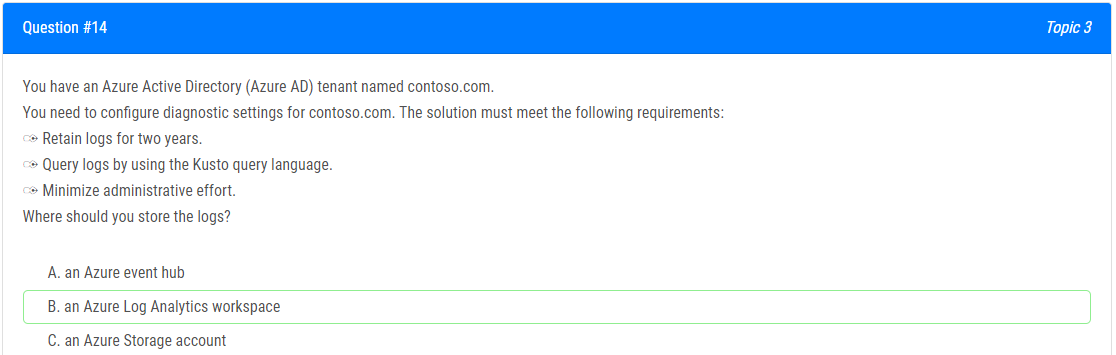 Question #14
Topic 3
You have an Azure Active Directory (Azure AD) tenant named contoso.com.
You need to configure diagnostic settings for contoso.com. The solution must meet the following requirements:
Retain logs for two years.
Query logs by using the Kusto query language.
Minimize administrative effort.
Where should you store the logs?
A. an Azure event hub
B. an Azure Log Analytics workspace
C. an Azure Storage account